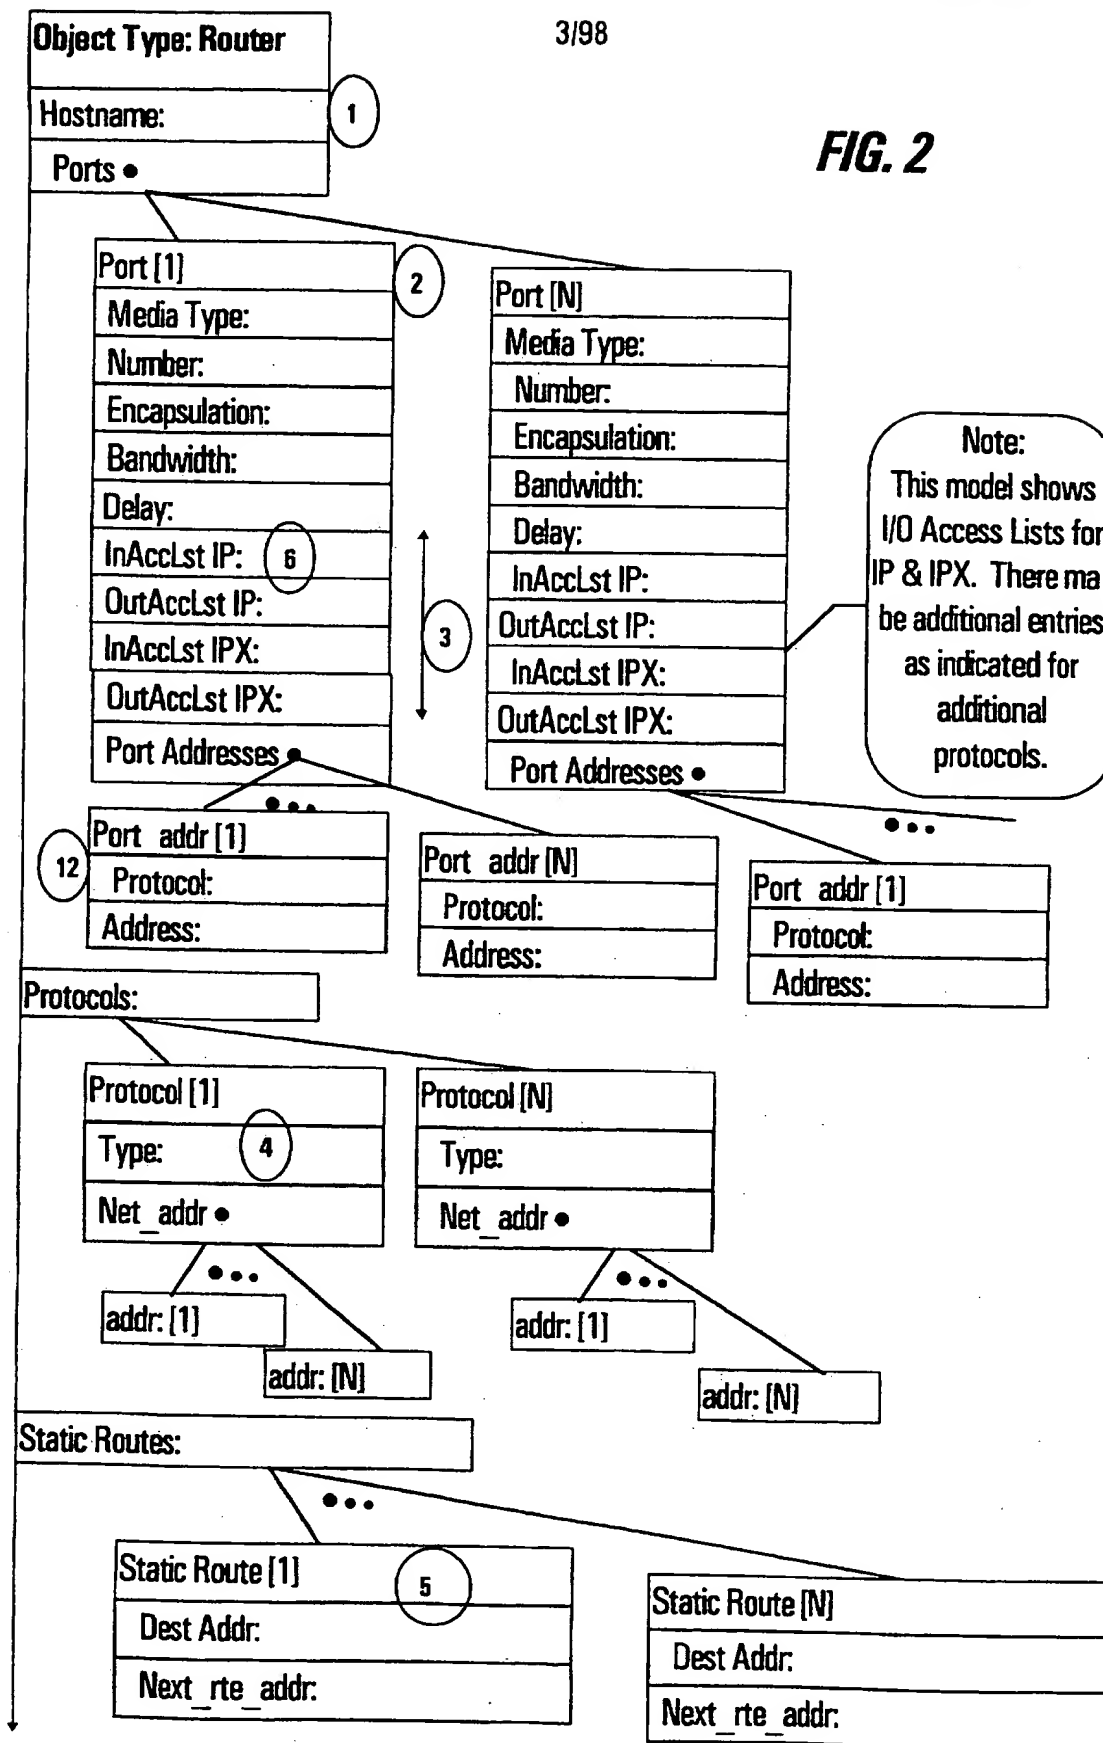 3/98
FIG. 2
Object Type: Router
Hostname:
1
Ports •
Port [1]
2
Media Type:
Number:
Encapsulation:
Bandwidth:
Delay:
InAccLst IP:
6
OutAccLst IP:
InAccLst IPX:
OutAccLst IPX:
Port Addresses •
3
Port [N]
Media Type:
Number:
Encapsulation:
Bandwidth:
Delay:
InAccLst IP:
OutAccLst IP:
InAccLst IPX:
OutAccLst IPX:
Port Addresses •
Note:
This model shows
I/O Access Lists for
IP & IPX. There ma
be additional entries
as indicated for
additional
protocols.
•••
•••
12
Port addr [1]
Protocol:
Address:
Port addr [N]
Protocol:
Address:
Port addr [1]
Protocol:
Address:
Protocols:
Protocol [1]
Type:
4
Net_addr •
•••
addr: [1]
addr: [N]
Protocol [N]
Type:
Net_addr •
•••
addr: [1]
addr: [N]
Static Routes:
•••
Static Route [1]
5
Dest Addr:
Next_rte_addr:
Static Route [N]
Dest Addr:
Next_rte_addr: